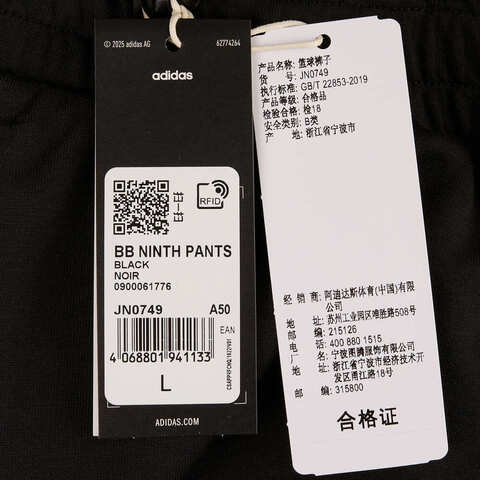 © 2025 adidas AG
62774264
adidas
RFID
BB NINTH PANTS
BLACK
NOIR
0900061776
JN0749 A50
EAN
4 068801 941133
L
ADIDAS.COM
产品名称: 篮球裤子
货 号: JN0749
执行标准: GB/T 22853-2019
产品等级: 合格品
检验合格: 检18
安全类别: B类
产 地: 浙江省宁波市
经 销 商: 阿迪达斯体育(中国)有限
公司
地 址: 苏州工业园区唯胜路508号
邮 编: 215126
电 话: 400 880 1515
厂 名: 宁波图腾服饰有限公司
地 址: 浙江省宁波市经济技术开
发区甬江路18号
邮 编: 315800
合格证